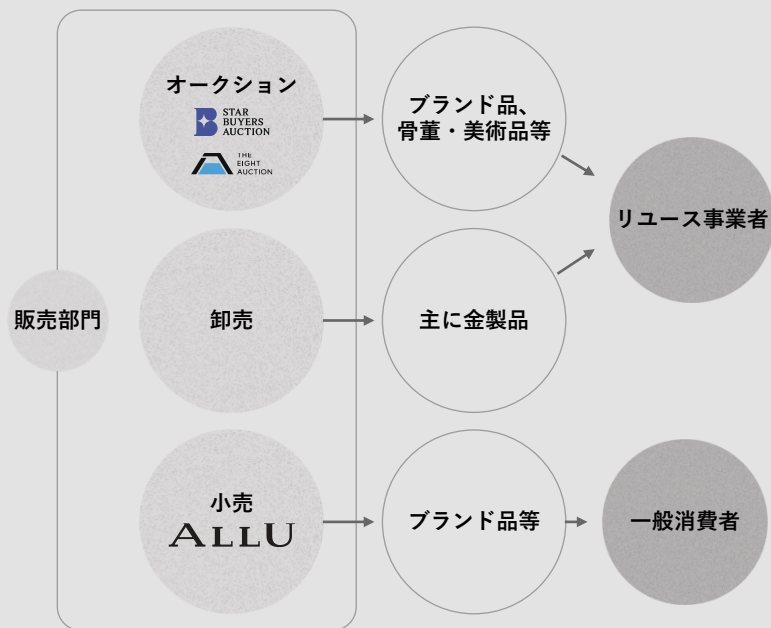 オークション
STAR
BUYERS
AUCTION
THE
EIGHT
AUCTION
ブランド品、
骨董・美術品等
リユース事業者
販売部門
卸売
主に金製品
小売
ALLU
ブランド品等
一般消費者